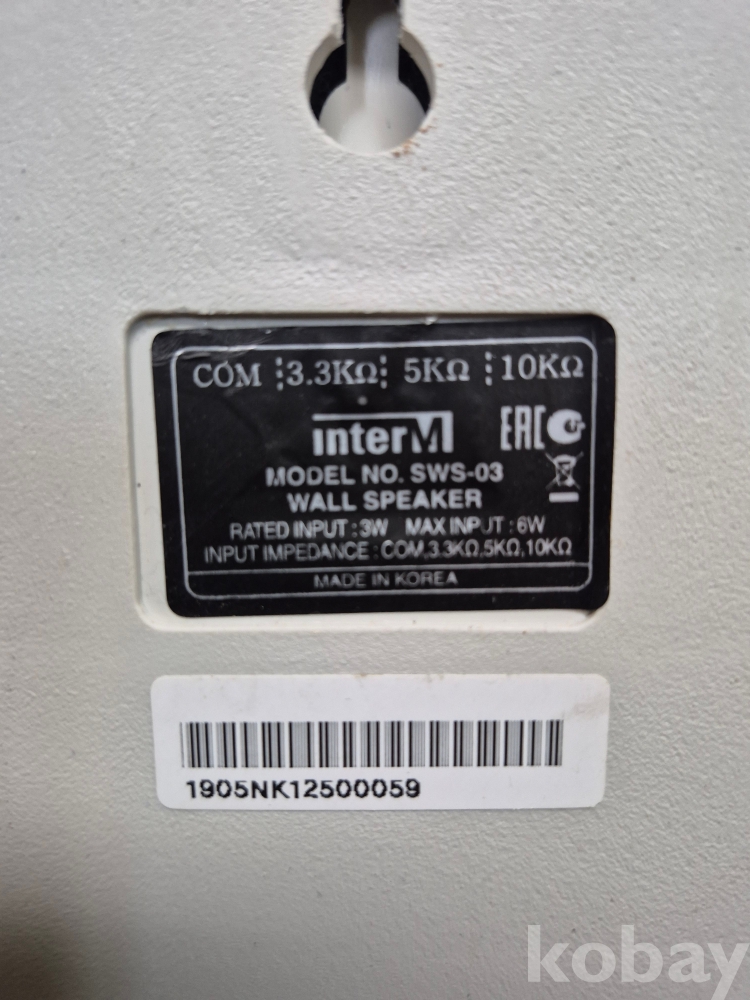 COM ⋮3.3KΩ⋮ 5KΩ ⋮10KΩ
interM EAC
MODEL NO. SWS-03
WALL SPEAKER
RATED INPUT : 3W MAX INPUT : 6W
INPUT IMPEDANCE : COM,3.3KΩ,5KΩ,10KΩ
MADE IN KOREA
1905NK12500059
kobay